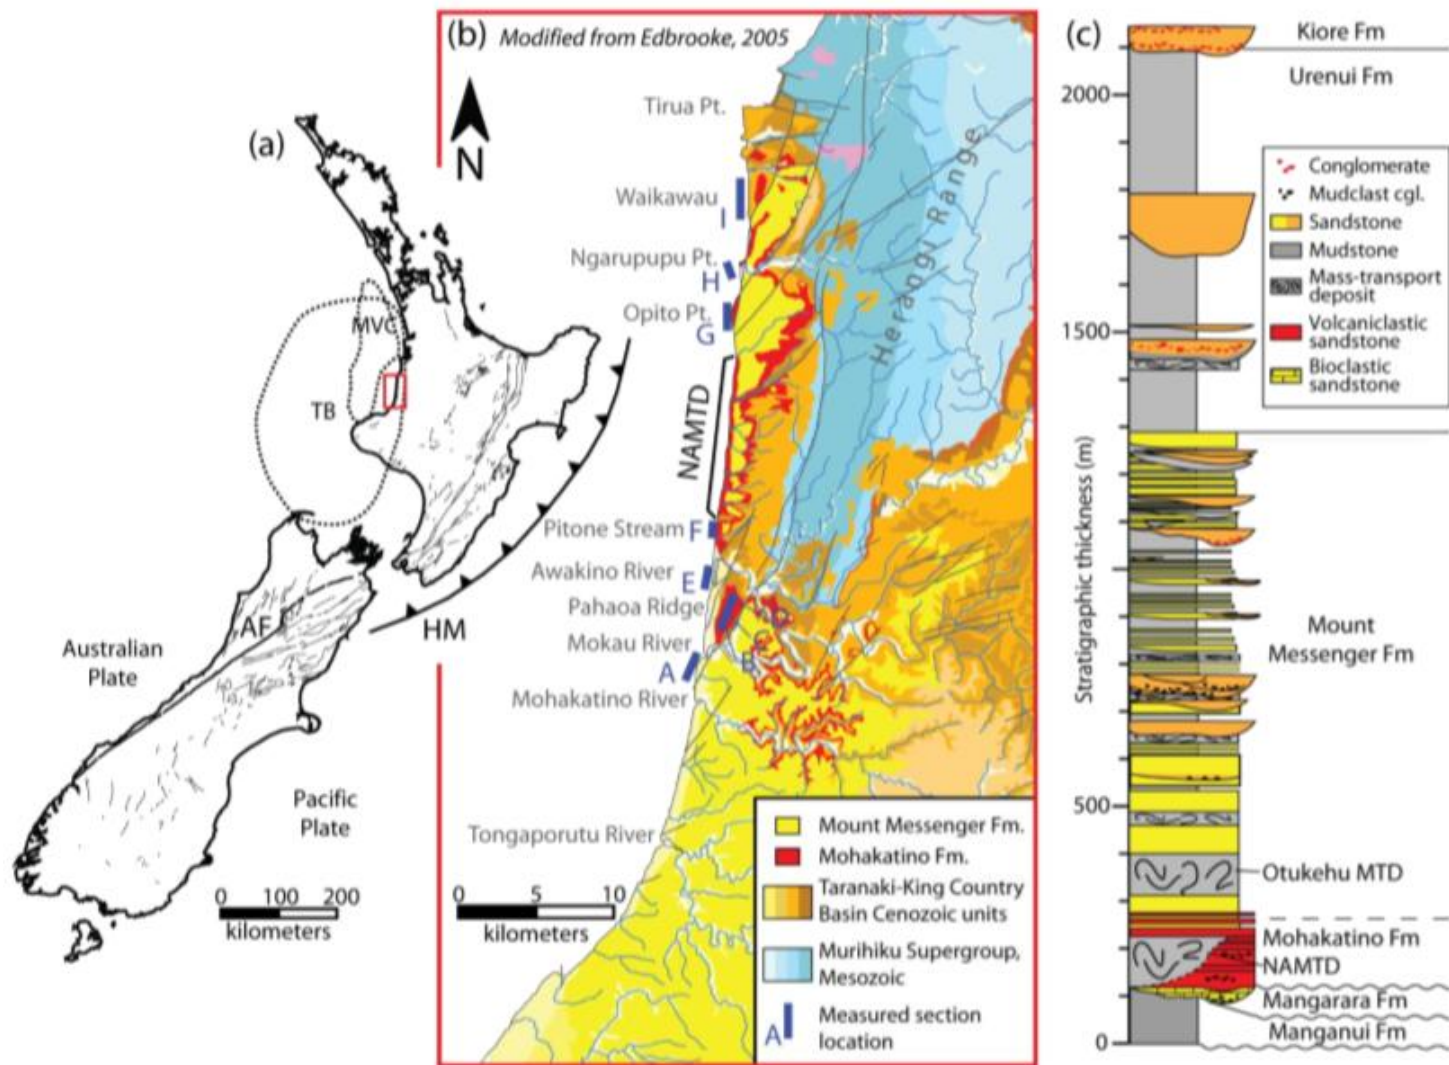 (a)
MVC
TB
AF
HM
Australian
Plate
Pacific
Plate
0 100 200
kilometers
(b) Modified from Edbrooke, 2005
N
Tirua Pt.
Waikawau
I
Ngarupupu Pt.
H
Opito Pt.
G
NAMTD
Herangi Range
Pitone Stream F
Awakino River
E
Pahaoa Ridge
D
Mokau River
C
A
B
Mohakatino River
Tongaporutu River
0 5 10
kilometers
Mount Messenger Fm.
Mohakatino Fm.
Taranaki-King Country
Basin Cenozoic units
Murihiku Supergroup,
Mesozoic
A Measured section
location
(c)
Kiore Fm
Urenui Fm
2000
Conglomerate
Mudclast cgl.
Sandstone
Mudstone
Mass-transport
deposit
Volcaniclastic
sandstone
Bioclastic
sandstone
1500
Stratigraphic thickness (m)
Mount
Messenger Fm
500
Otukehu MTD
Mohakatino Fm
NAMTD
Mangarara Fm
Manganui Fm
0